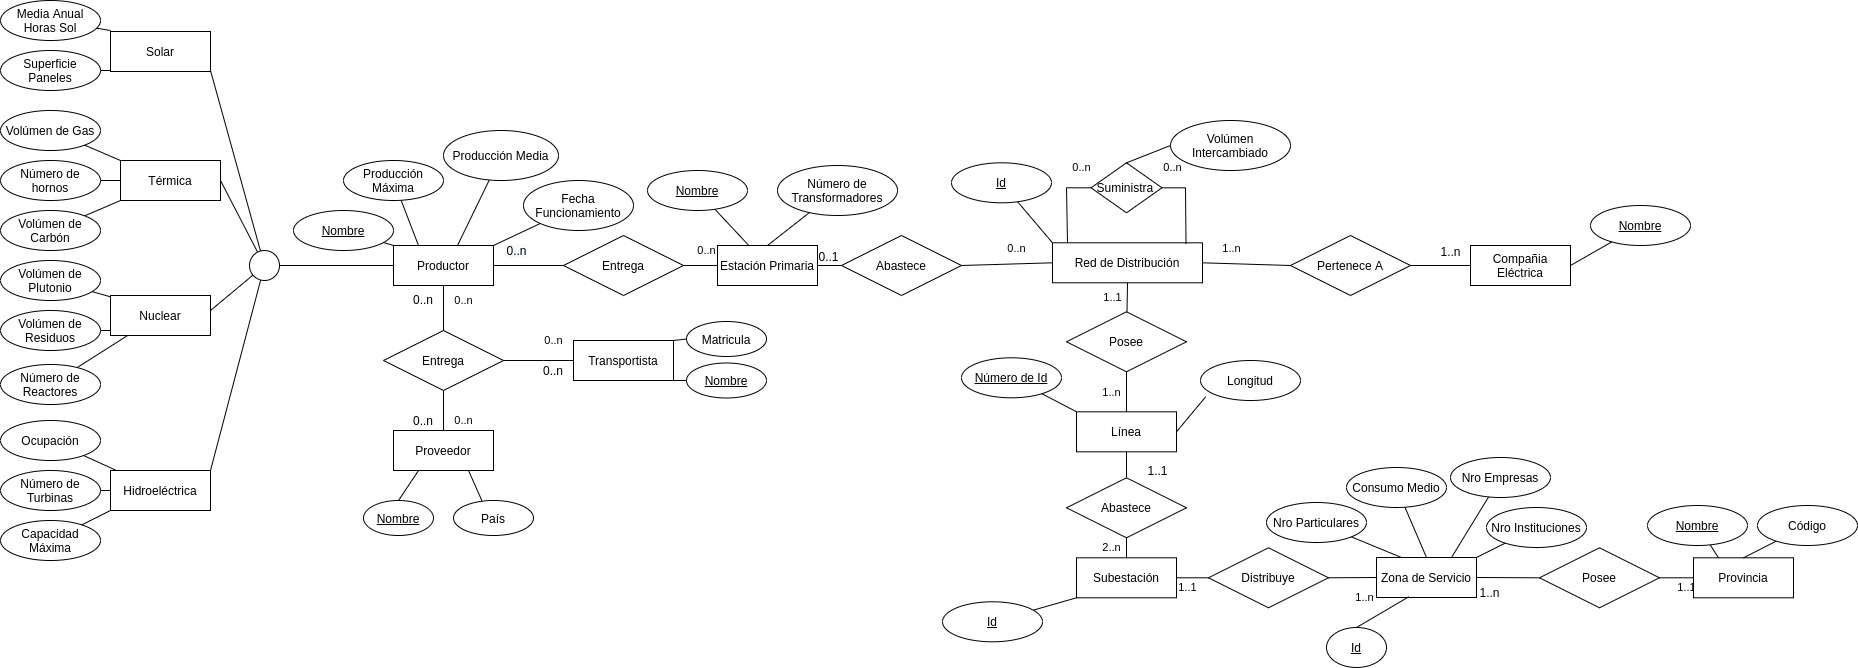 Media Anual
Horas Sol
Solar
Superficie
Paneles
Volúmen de Gas
Número de
hornos
Térmica
Volúmen de
Carbón
Volúmen de
Plutonio
Nuclear
Volúmen de
Residuos
Número de
Reactores
Ocupación
Número de
Turbinas
Hidroeléctrica
Capacidad
Máxima
Nombre
Producción
Máxima
Producción Media
Fecha
Funcionamiento
Productor
0..n
Entrega
0..n
Nombre
Número de
Transformadores
Estación Primaria
0..1
Abastece
0..n
Id
Red de Distribución
0..n
Suministra
0..n
Volúmen
Intercambiado
1..n
Pertenece A
1..n
Compañia
Eléctrica
Nombre
0..n
0..n
Entrega
0..n
0..n
Transportista
Matricula
Nombre
0..n
0..n
Proveedor
Nombre
País
1..1
Posee
1..n
Número de Id
Longitud
Línea
1..1
Abastece
2..n
Subestación
Id
1..1
Distribuye
1..n
Nro Particulares
Consumo Medio
Nro Empresas
Nro Instituciones
Zona de Servicio
Id
1..n
Posee
1..1
Nombre
Código
Provincia